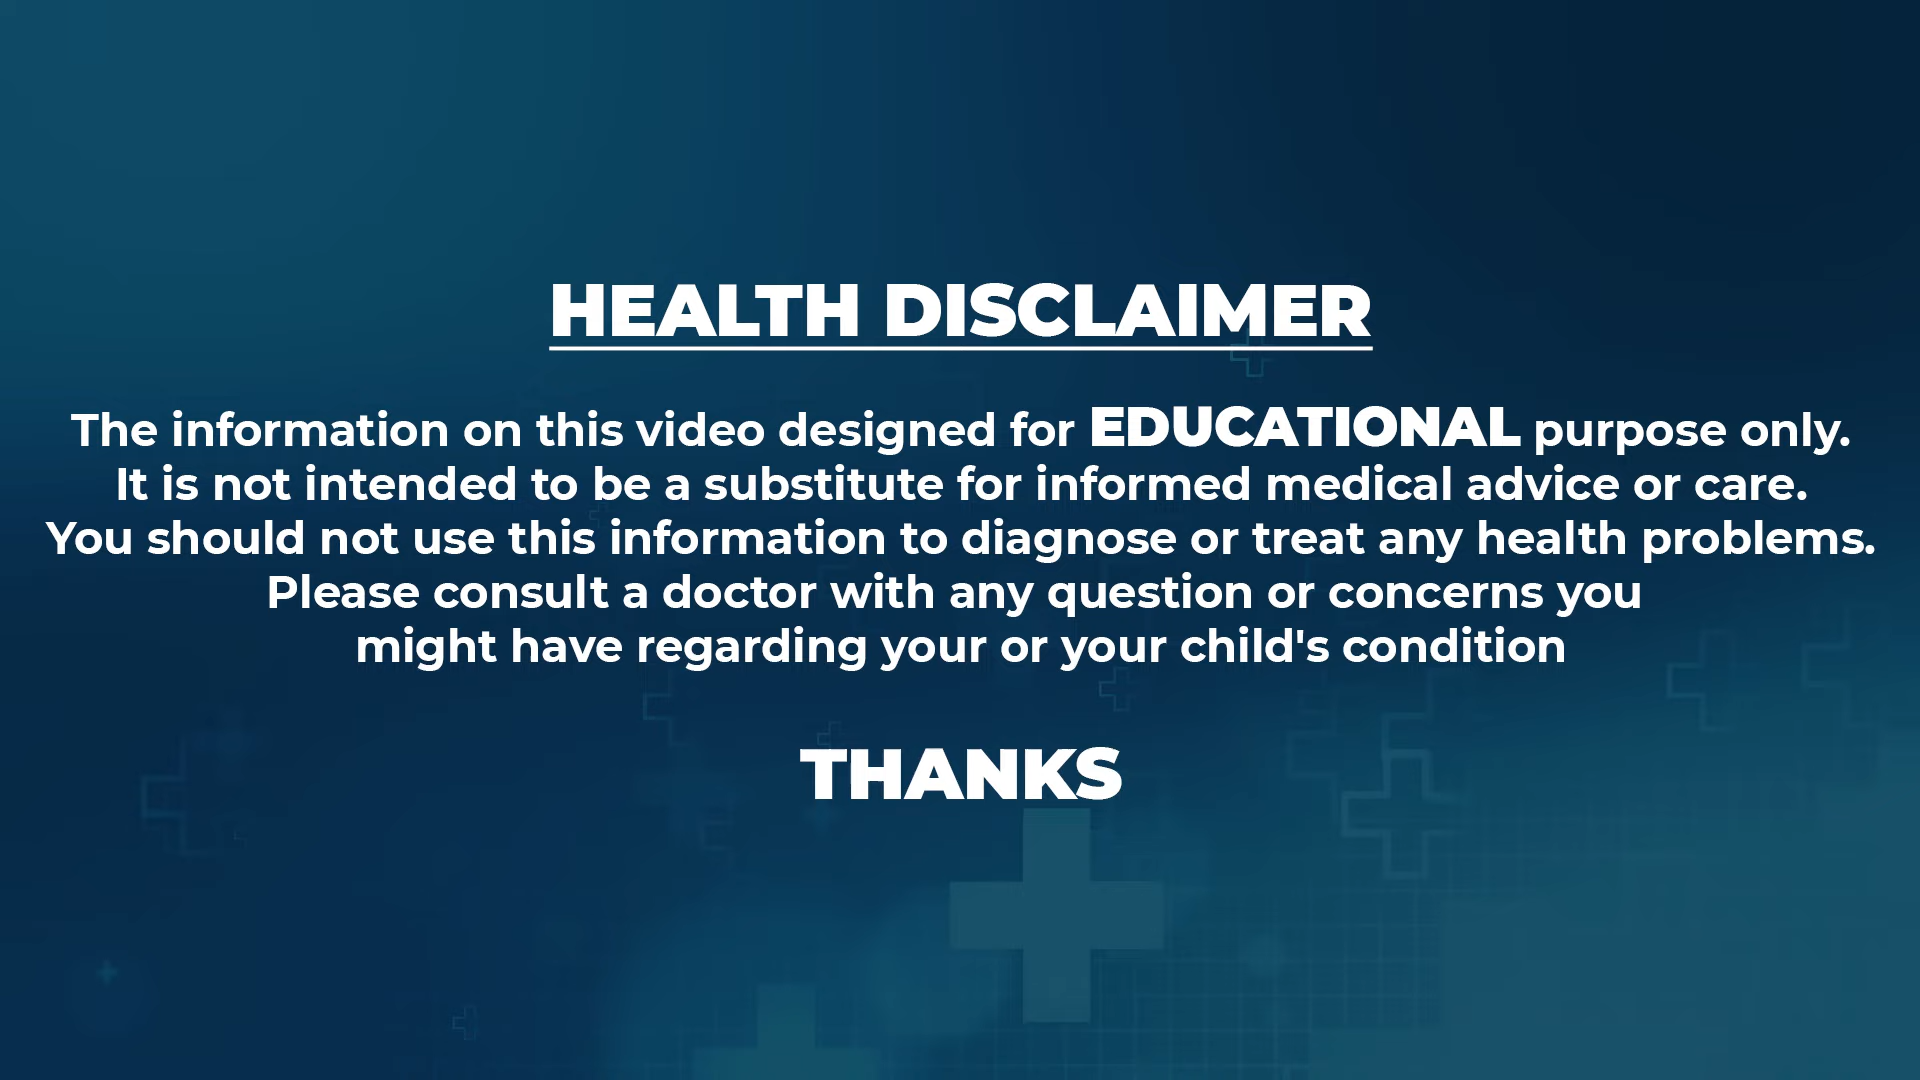 HEALTH DISCLAIMER
The information on this video designed for EDUCATIONAL purpose only.
It is not intended to be a substitute for informed medical advice or care.
You should not use this information to diagnose or treat any health problems.
Please consult a doctor with any question or concerns you
might have regarding your or your child's condition
THANKS